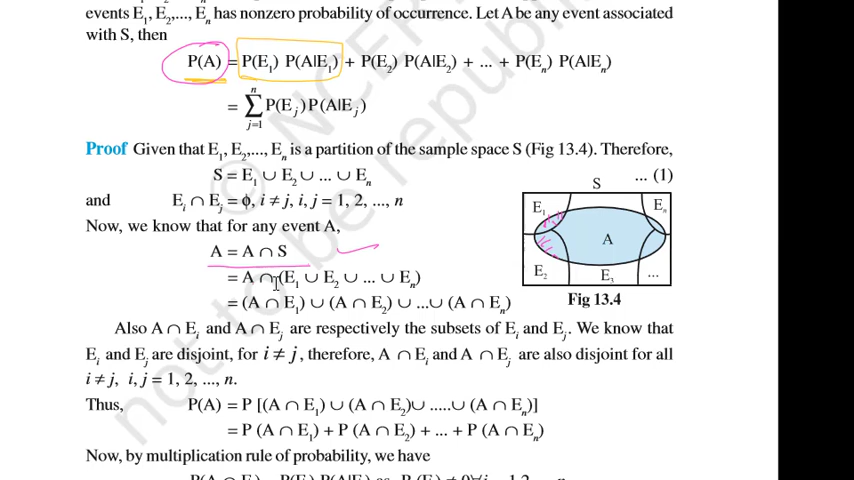 events E₁, E₂,..., Eₙ has nonzero probability of occurrence. Let A be any event associated
with S, then
P(A) = P(E₁) P(A|E₁) + P(E₂) P(A|E₂) + ... + P(Eₙ) P(A|Eₙ)
n
= ∑ P(Eⱼ)P(A|Eⱼ)
j=1
Proof Given that E₁, E₂,..., Eₙ is a partition of the sample space S (Fig 13.4). Therefore,
S = E₁ ∪ E₂ ∪ ... ∪ Eₙ ... (1)
and Eᵢ ∩ Eⱼ = φ, i ≠ j, i, j = 1, 2, ..., n
Now, we know that for any event A,
A = A ∩ S
= A ∩ (E₁ ∪ E₂ ∪ ... ∪ Eₙ)
= (A ∩ E₁) ∪ (A ∩ E₂) ∪ ...∪ (A ∩ Eₙ)
S
E₁ Eₙ
A
E₂ E₃ ...
Fig 13.4
Also A ∩ Eᵢ and A ∩ Eⱼ are respectively the subsets of Eᵢ and Eⱼ. We know that
Eᵢ and Eⱼ are disjoint, for i ≠ j, therefore, A ∩ Eᵢ and A ∩ Eⱼ are also disjoint for all
i ≠ j, i, j = 1, 2, ..., n.
Thus, P(A) = P [(A ∩ E₁) ∪ (A ∩ E₂)∪ .....∪ (A ∩ Eₙ)]
= P (A ∩ E₁) + P (A ∩ E₂) + ... + P (A ∩ Eₙ)
Now, by multiplication rule of probability, we have
© NCER
not to be